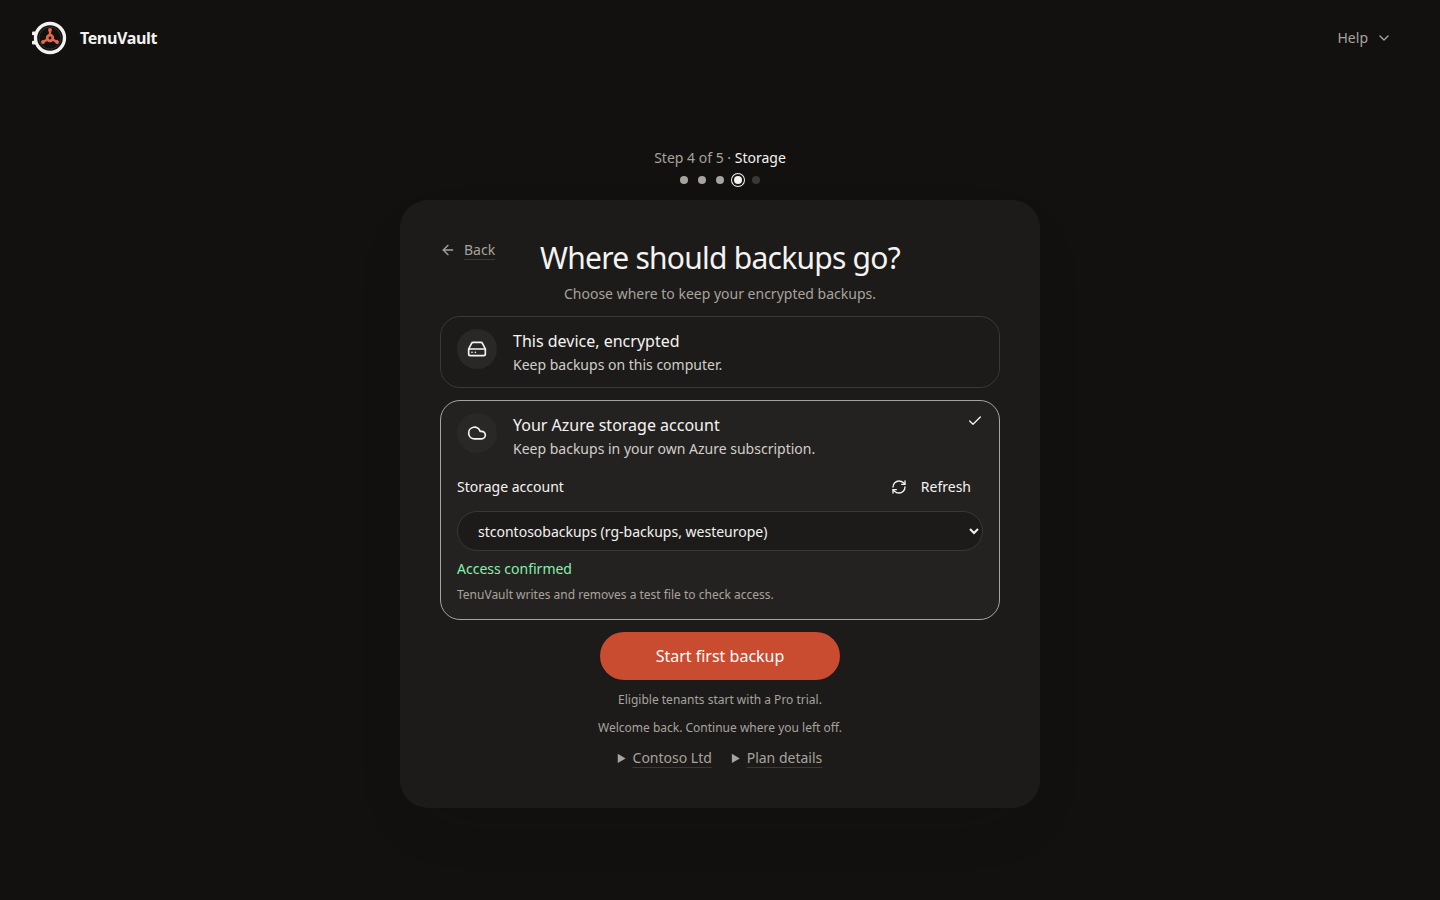 TenuVault
Help
Step 4 of 5 · Storage
Back
Where should backups go?
Choose where to keep your encrypted backups.
This device, encrypted
Keep backups on this computer.
Your Azure storage account
Keep backups in your own Azure subscription.
Storage account
Refresh
stcontosobackups (rg-backups, westeurope)
Access confirmed
TenuVault writes and removes a test file to check access.
Start first backup
Eligible tenants start with a Pro trial.
Welcome back. Continue where you left off.
Contoso Ltd
Plan details